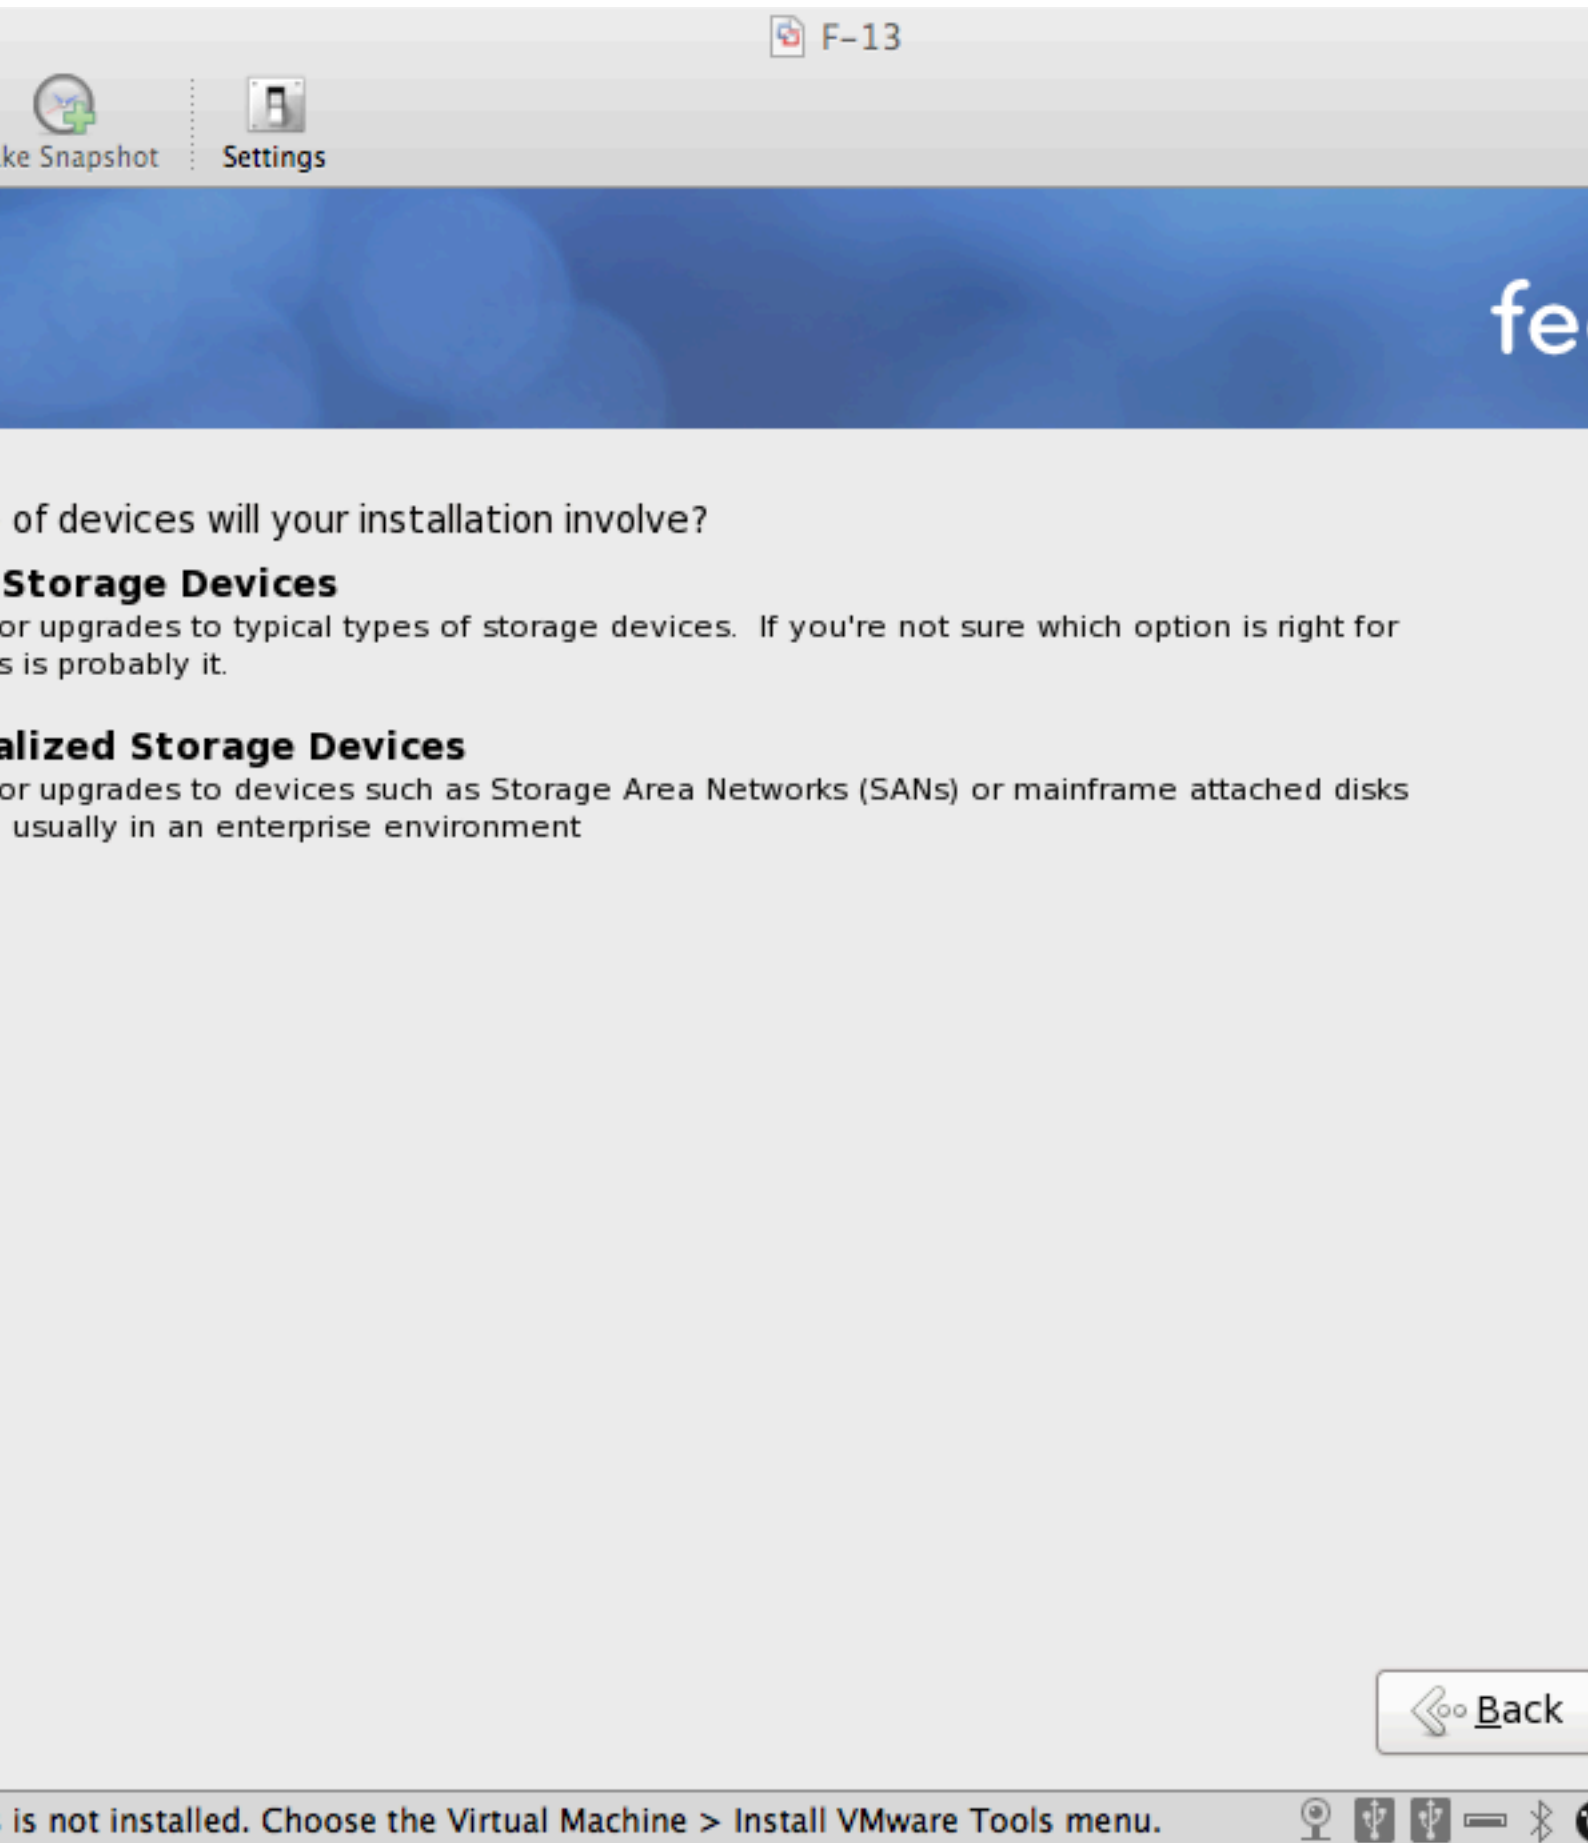 F-13
ke Snapshot
Settings
fe
of devices will your installation involve?
Storage Devices
or upgrades to typical types of storage devices. If you're not sure which option is right for
s is probably it.
alized Storage Devices
or upgrades to devices such as Storage Area Networks (SANs) or mainframe attached disks
usually in an enterprise environment
Back
is not installed. Choose the Virtual Machine > Install VMware Tools menu.